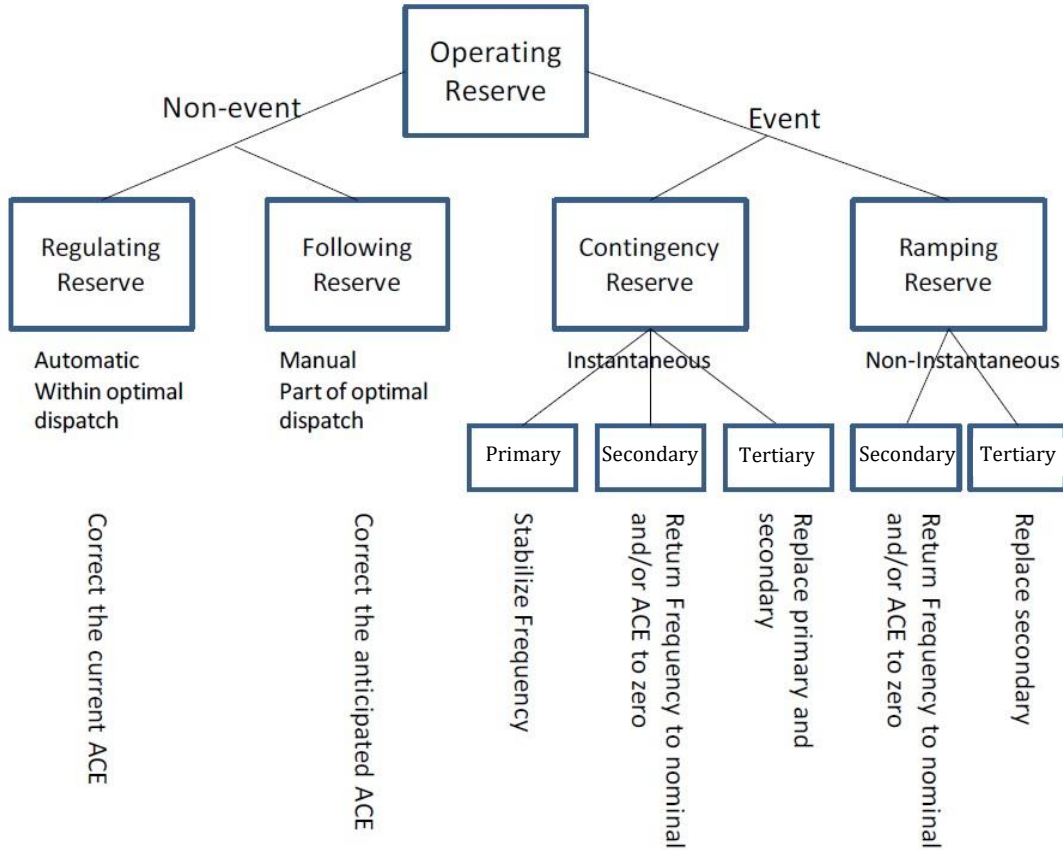 Operating
Reserve
Non-event
Event
Regulating
Reserve
Following
Reserve
Contingency
Reserve
Ramping
Reserve
Automatic
Within optimal
dispatch
Manual
Part of optimal
dispatch
Instantaneous
Non-Instantaneous
Primary
Secondary
Tertiary
Secondary
Tertiary
Correct the current ACE
Correct the anticipated ACE
Stabilize Frequency
Return Frequency to nominal
and/or ACE to zero
Replace primary and
secondary
Return Frequency to nominal
and/or ACE to zero
Replace secondary